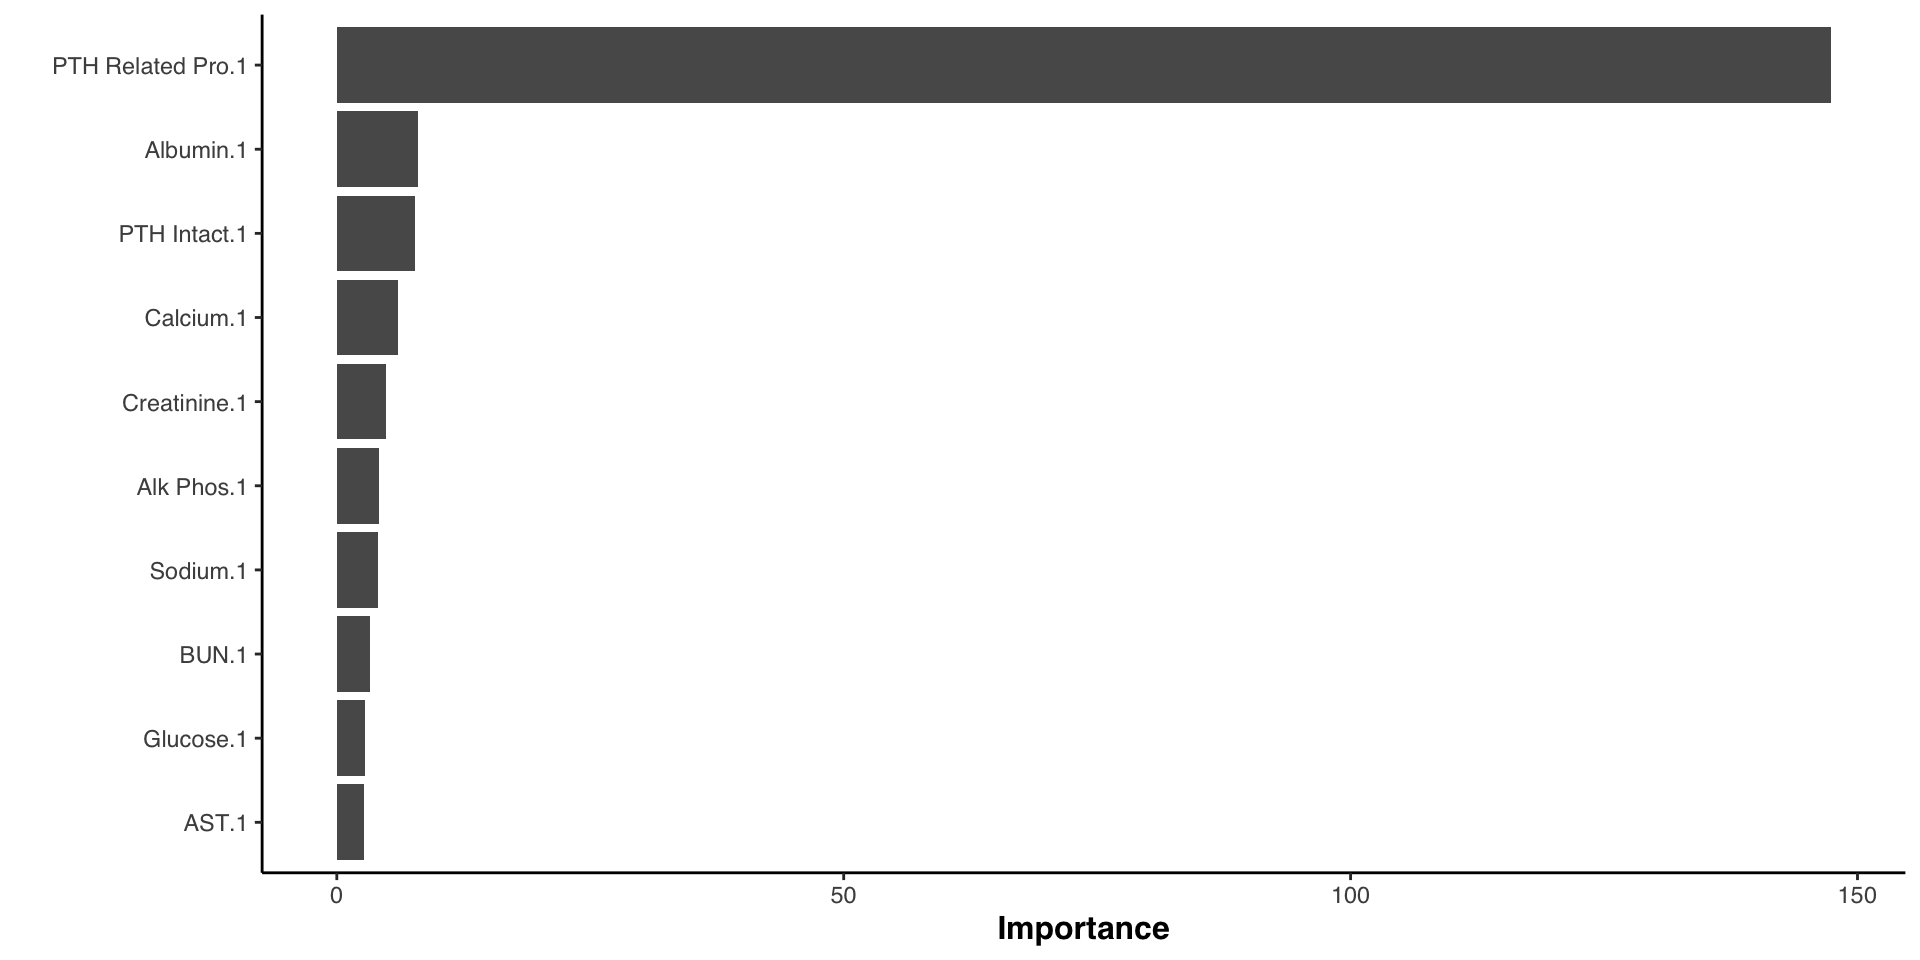 PTH Related Pro.1
Albumin.1
PTH Intact.1
Calcium.1
Creatinine.1
Alk Phos.1
Sodium.1
BUN.1
Glucose.1
AST.1
0 50 100 150
Importance